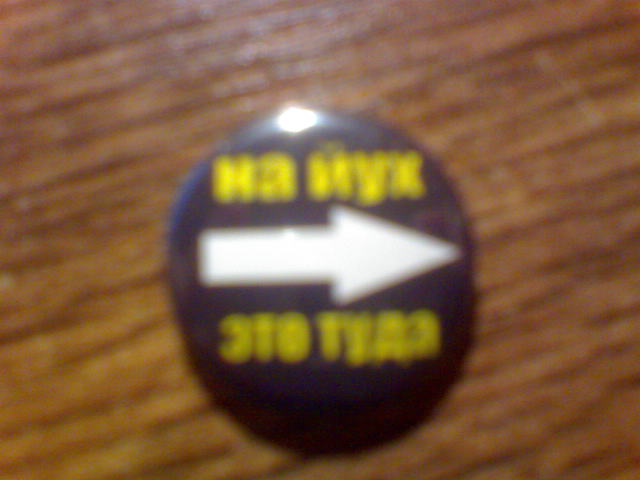 на йух
это туда